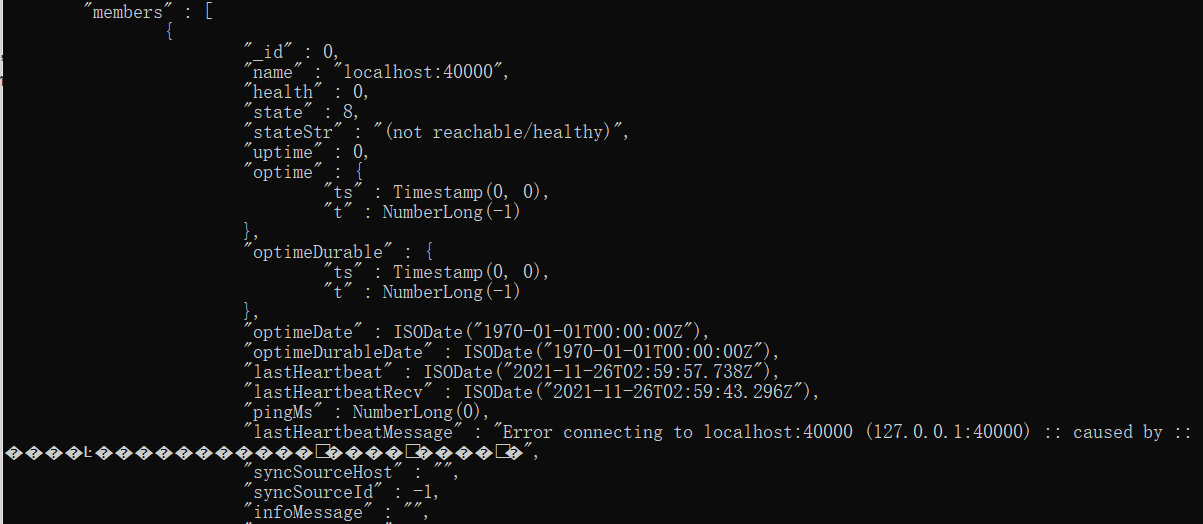 "members" : [
{
"_id" : 0,
"name" : "localhost:40000",
"health" : 0,
"state" : 8,
"stateStr" : "(not reachable/healthy)",
"uptime" : 0,
"optime" : {
"ts" : Timestamp(0, 0),
"t" : NumberLong(-1)
},
"optimeDurable" : {
"ts" : Timestamp(0, 0),
"t" : NumberLong(-1)
},
"optimeDate" : ISODate("1970-01-01T00:00:00Z"),
"optimeDurableDate" : ISODate("1970-01-01T00:00:00Z"),
"lastHeartbeat" : ISODate("2021-11-26T02:59:57.738Z"),
"lastHeartbeatRecv" : ISODate("2021-11-26T02:59:43.296Z"),
"pingMs" : NumberLong(0),
"lastHeartbeatMessage" : "Error connecting to localhost:40000 (127.0.0.1:40000) :: caused by ::
",
"syncSourceHost" : "",
"syncSourceId" : -1,
"infoMessage" : "",